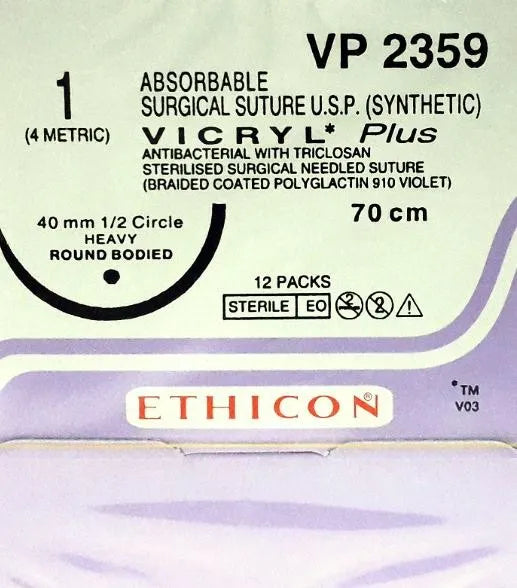 VP 2359
1
(4 METRIC)
ABSORBABLE
SURGICAL SUTURE U.S.P. (SYNTHETIC)
VICRYL* Plus
ANTIBACTERIAL WITH TRICLOSAN
STERILISED SURGICAL NEEDLED SUTURE
(BRAIDED COATED POLYGLACTIN 910 VIOLET)
70 cm
40 mm 1/2 Circle
HEAVY
ROUND BODIED
12 PACKS
STERILE EO
2
ETHICON®
*TM
V03